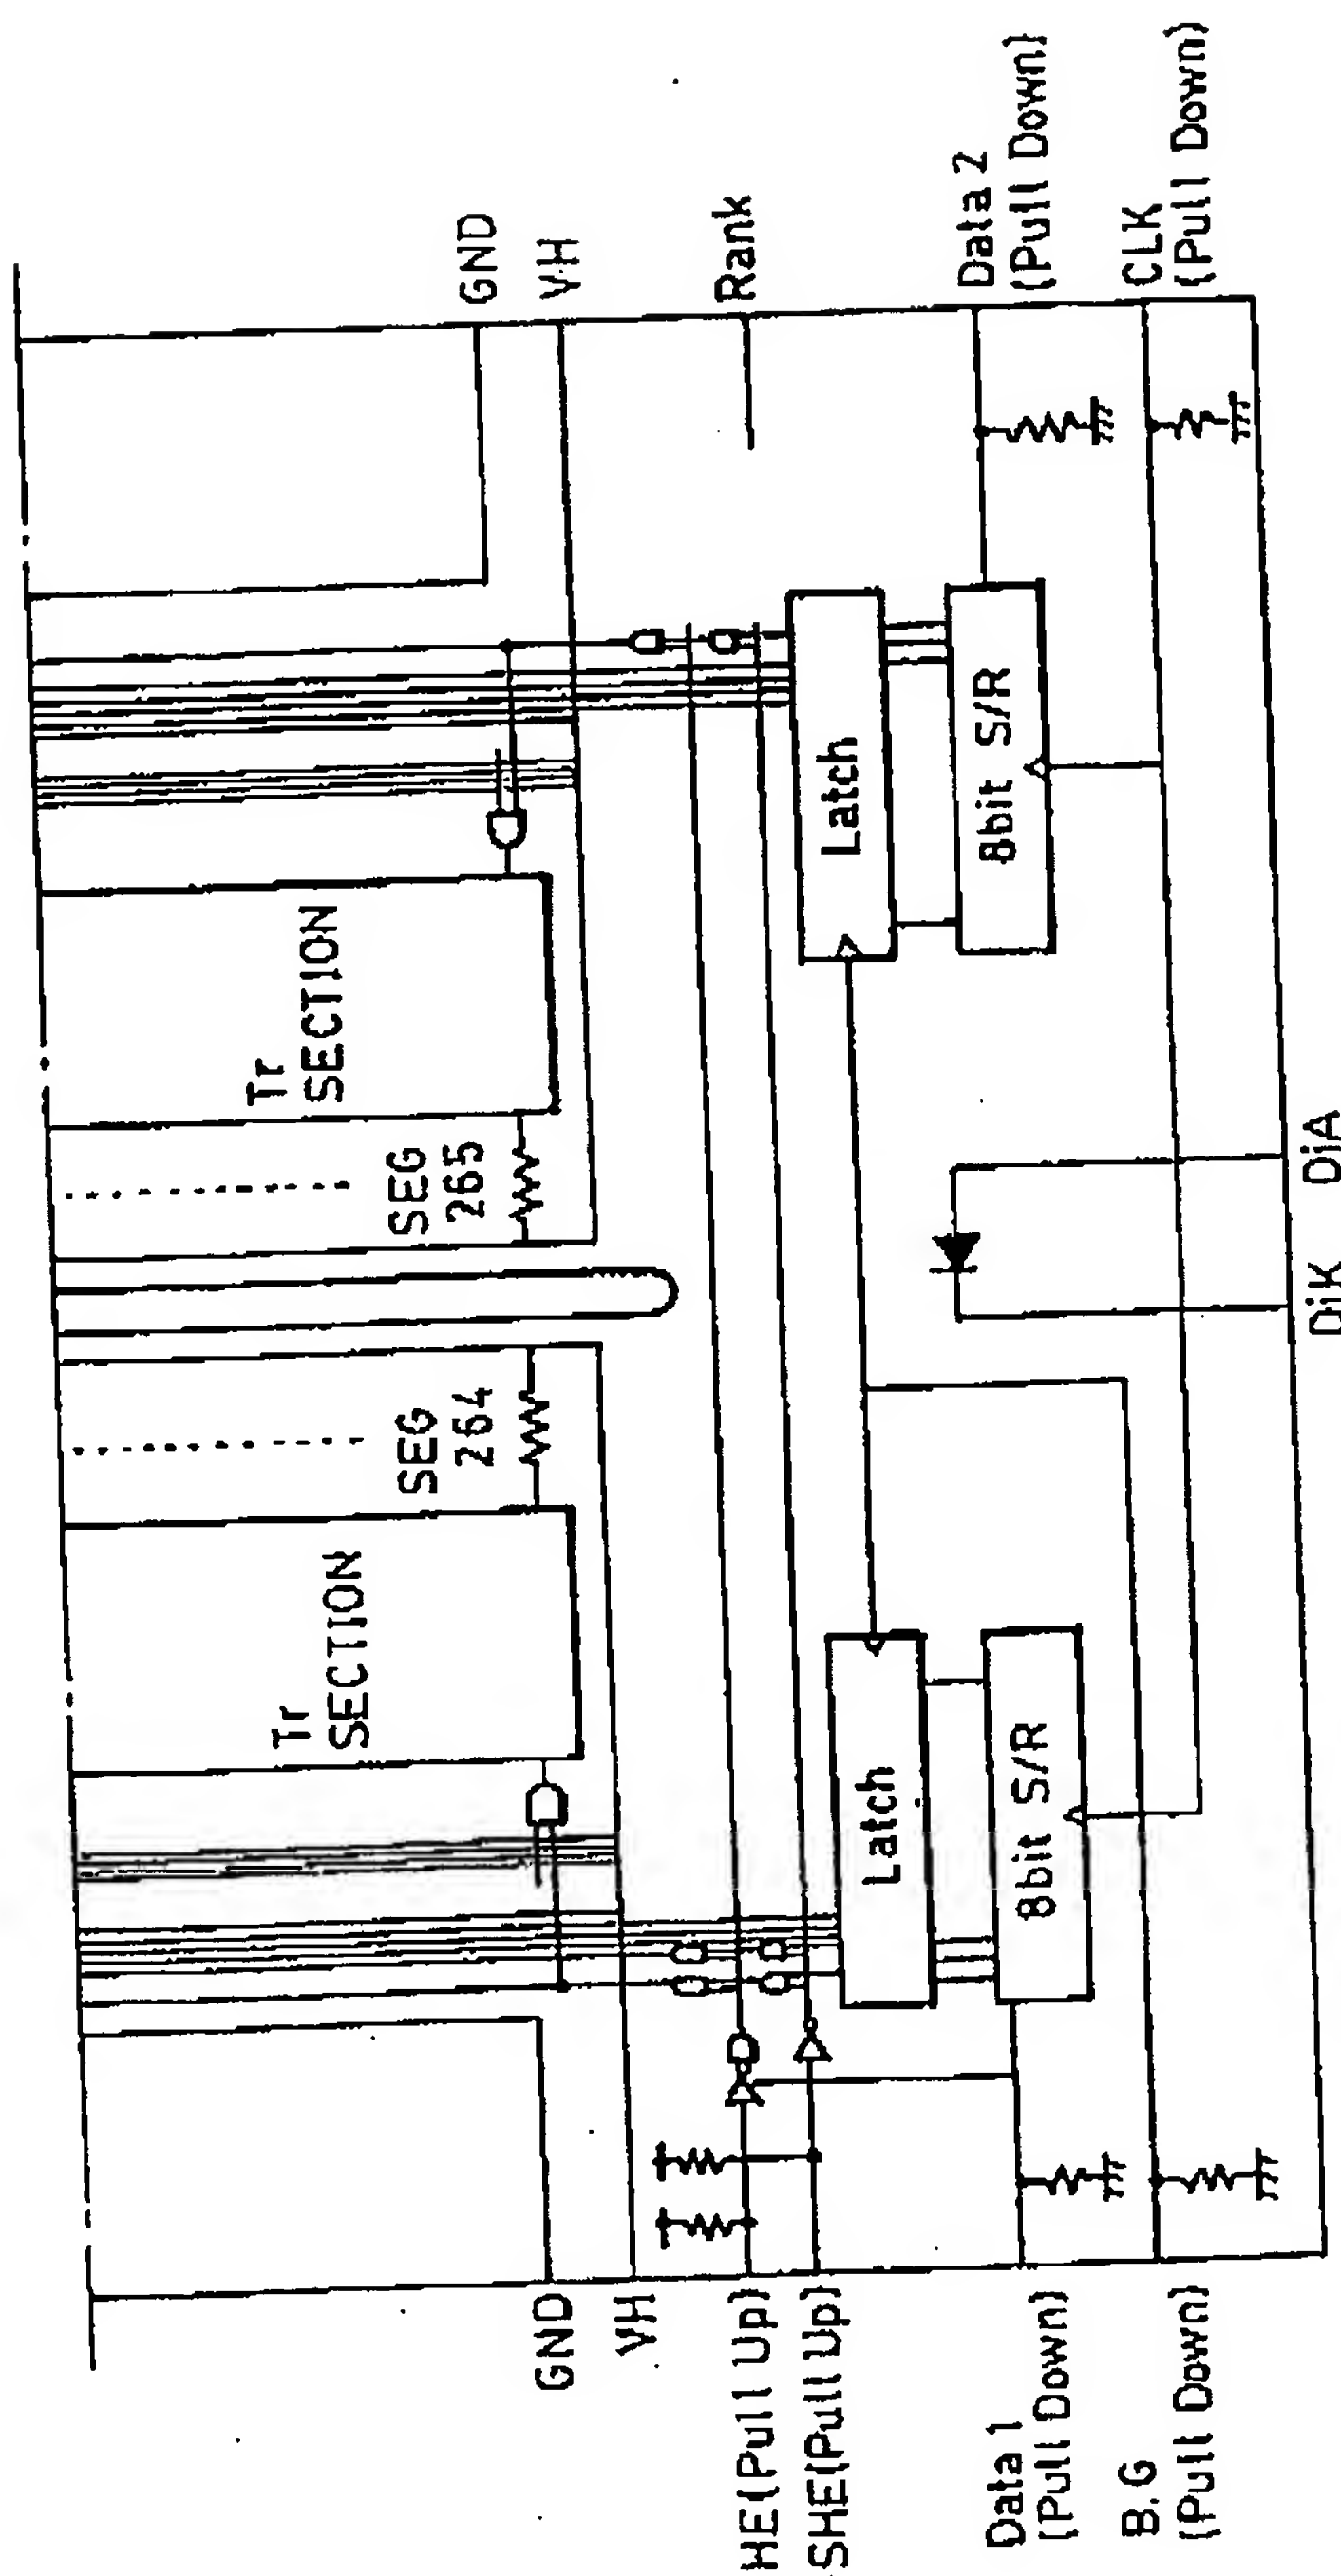 GND
VH
HE(Pull Up)
SHE(Pull Up)
Data 1
(Pull Down)
B.G
(Pull Down)
Tr
SECTION
SEG
264
SEG
265
Tr
SECTION
Latch
8bit S/R
Latch
8bit S/R
DiK
DiA
GND
VH
Rank
Data 2
(Pull Down)
CLK
(Pull Down)